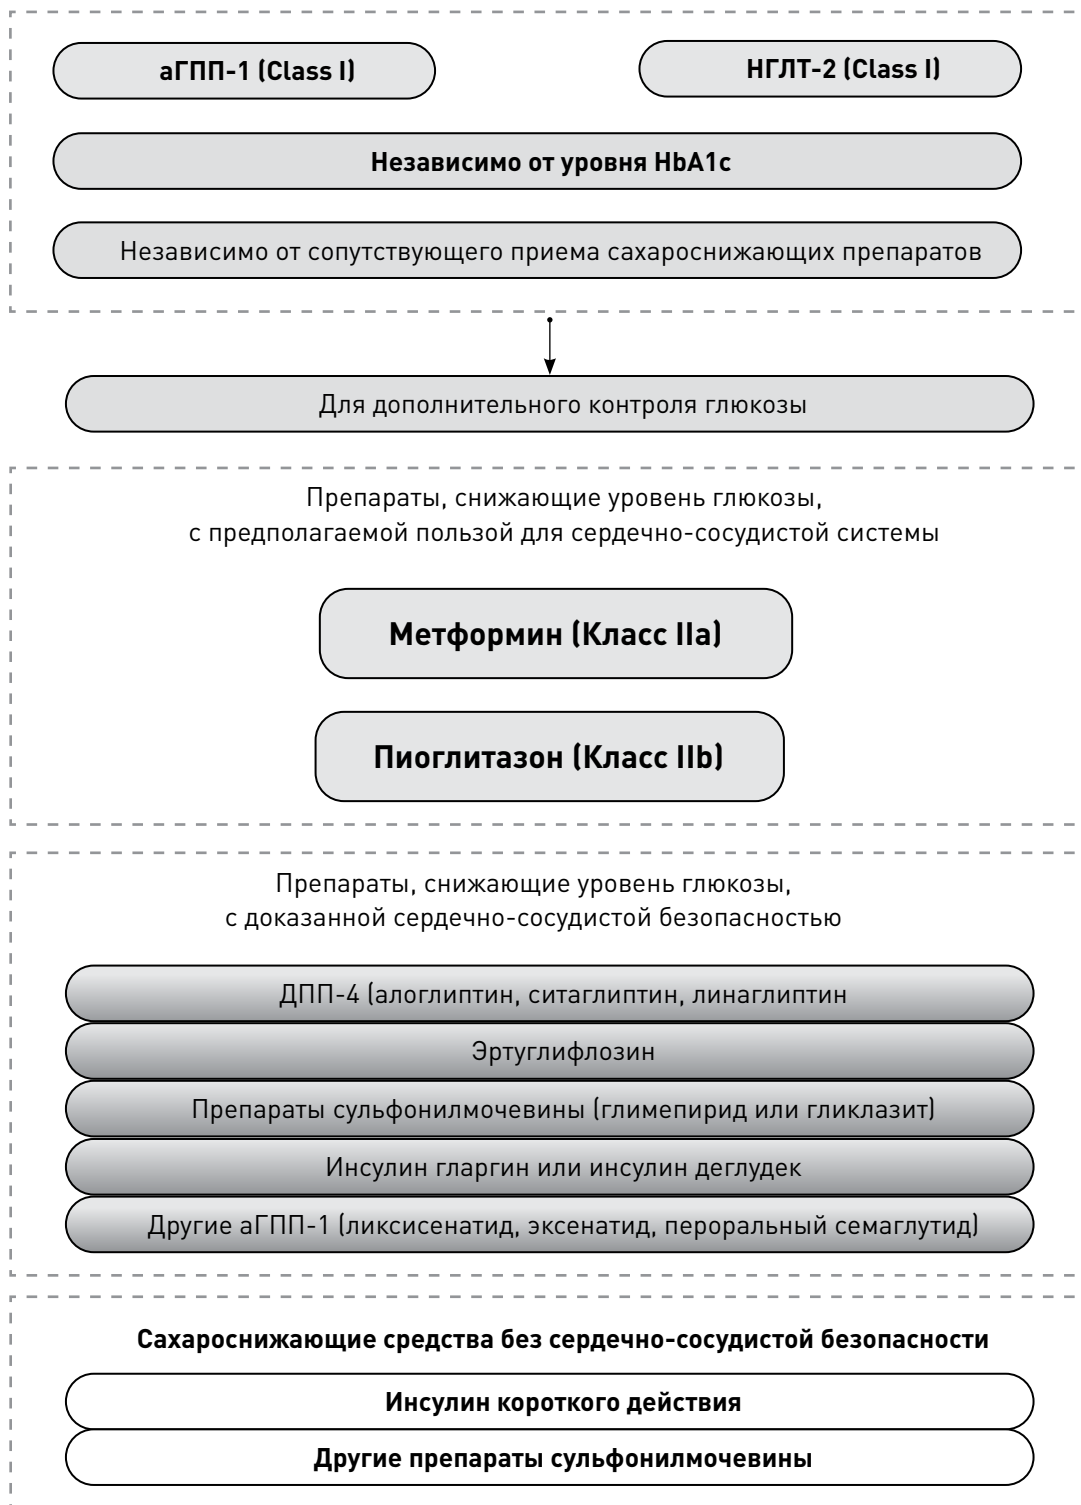 аГПП-1 (Class I)
НГЛТ-2 (Class I)
Независимо от уровня HbA1c
Независимо от сопутствующего приема сахароснижающих препаратов
Для дополнительного контроля глюкозы
Препараты, снижающие уровень глюкозы,
с предполагаемой пользой для сердечно-сосудистой системы
Метформин (Класс IIa)
Пиоглитазон (Класс IIb)
Препараты, снижающие уровень глюкозы,
с доказанной сердечно-сосудистой безопасностью
ДПП-4 (алоглиптин, ситаглиптин, линаглиптин
Эртуглифлозин
Препараты сульфонилмочевины (глимепирид или гликлазит)
Инсулин гларгин или инсулин деглудек
Другие аГПП-1 (ликсисенатид, эксенатид, пероральный семаглутид)
Сахароснижающие средства без сердечно-сосудистой безопасности
Инсулин короткого действия
Другие препараты сульфонилмочевины